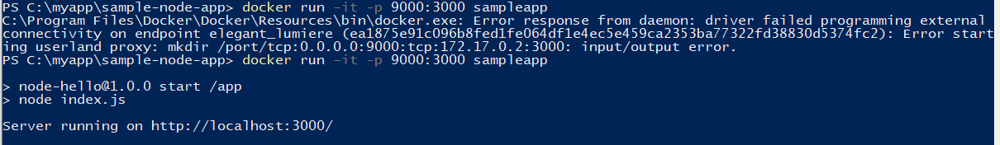 PS C:\myapp\sample-node-app> docker run -it -p 9000:3000 sampleapp
C:\Program Files\Docker\Docker\Resources\bin\docker.exe: Error response from daemon: driver failed programming external
connectivity on endpoint elegant_lumiere (ea1875e91c096b8fed1fe064df1e4ec5e459ca2353ba77322fd38830d5374fc2): Error start
ing userland proxy: mkdir /port/tcp:0.0.0.0:9000:tcp:172.17.0.2:3000: input/output error.
PS C:\myapp\sample-node-app> docker run -it -p 9000:3000 sampleapp
> node-hello@1.0.0 start /app
> node index.js
Server running on http://localhost:3000/